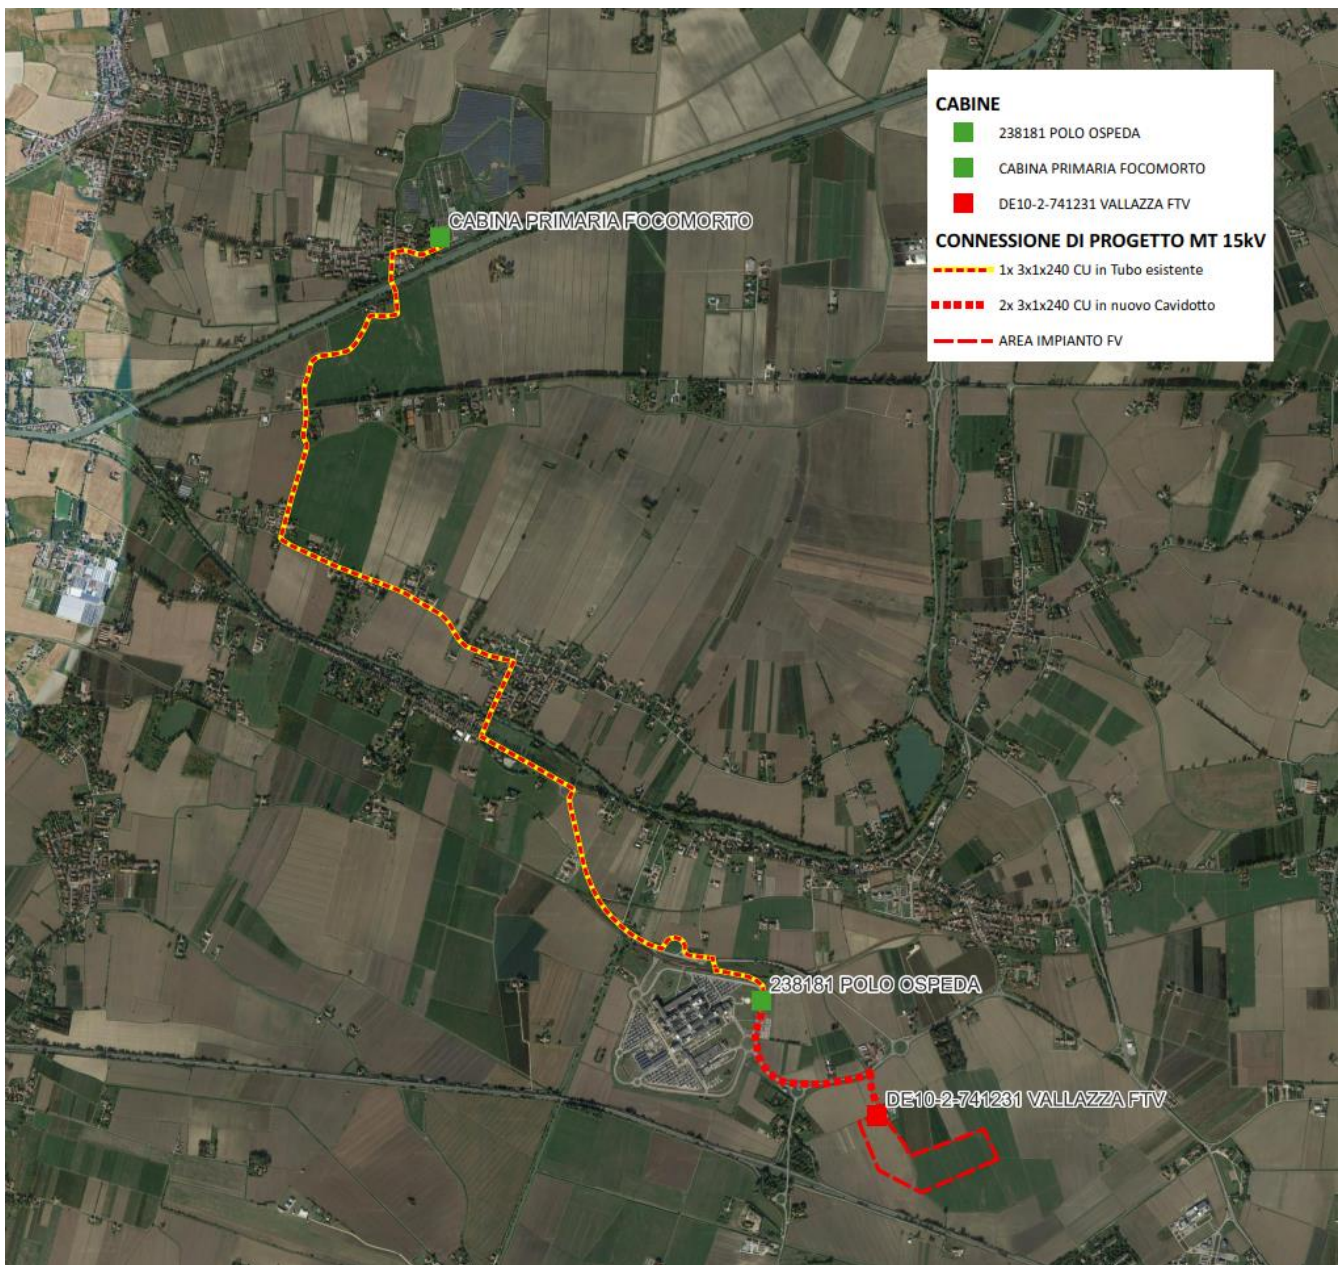 CABINE
238181 POLO OSPEDA
CABINA PRIMARIA FOCOMORTO
DE10-2-741231 VALLAZZA FTV
CONNESSIONE DI PROGETTO MT 15kV
1x 3x1x240 CU in Tubo esistente
2x 3x1x240 CU in nuovo Cavidotto
AREA IMPIANTO FV
CABINA PRIMARIA FOCOMORTO
238181 POLO OSPEDA
DE10-2-741231 VALLAZZA FTV